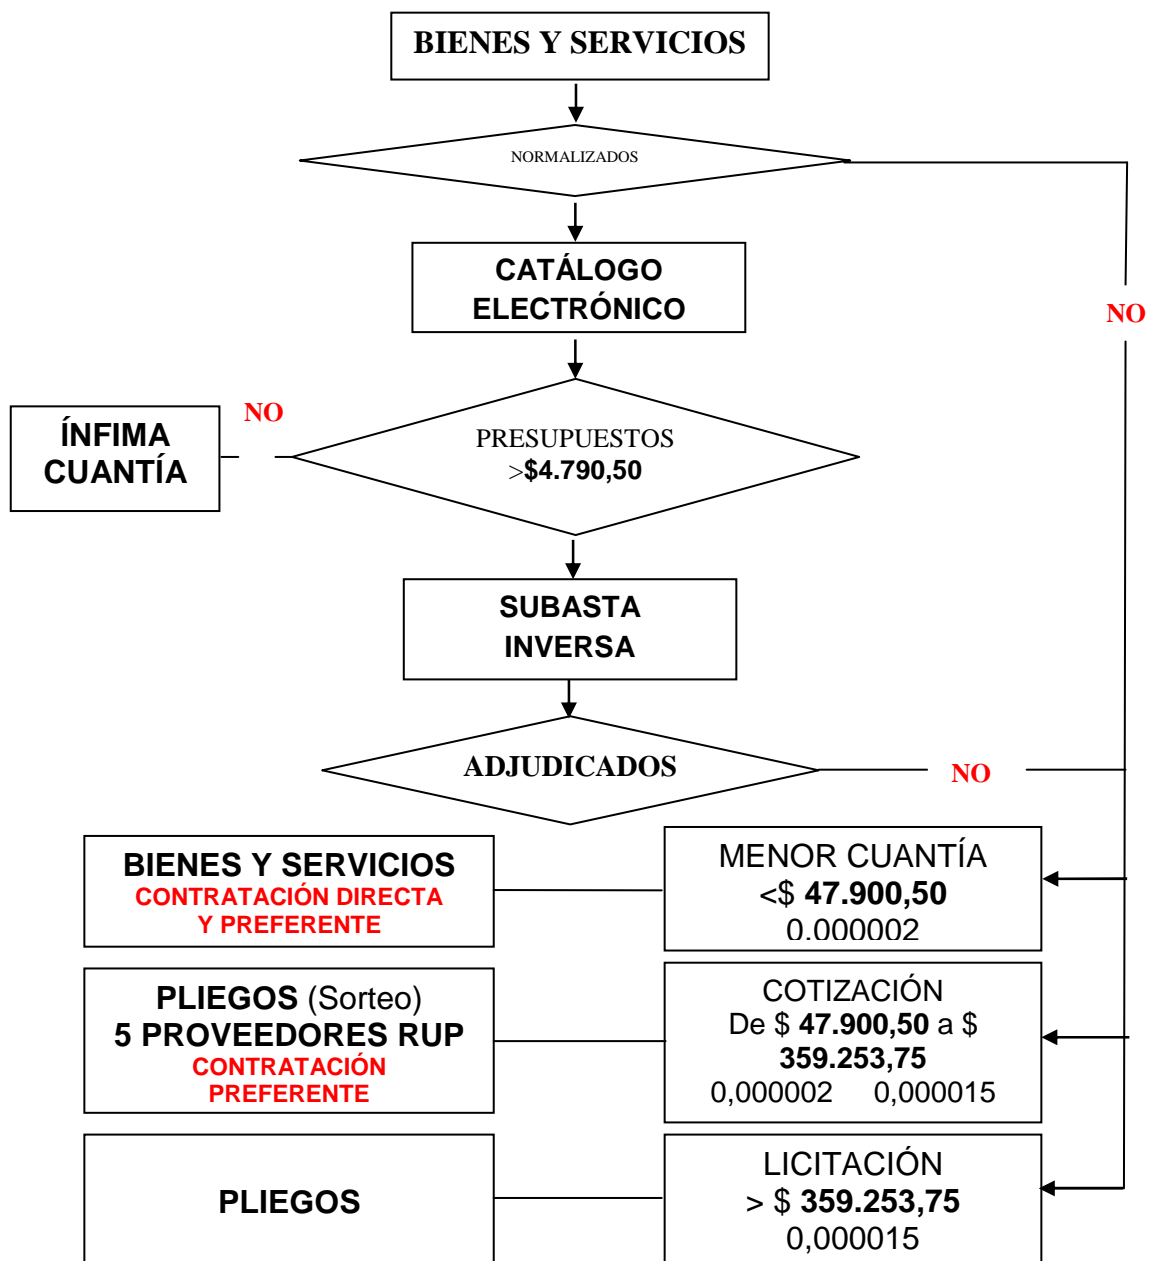 BIENES Y SERVICIOS
NORMALIZADOS
CATÁLOGO
ELECTRÓNICO
NO
NO
ÍNFIMA
CUANTÍA
PRESUPUESTOS
>$4.790,50
SUBASTA
INVERSA
ADJUDICADOS
NO
BIENES Y SERVICIOS
CONTRATACIÓN DIRECTA
Y PREFERENTE
MENOR CUANTÍA
<$ 47.900,50
0.000002
PLIEGOS (Sorteo)
5 PROVEEDORES RUP
CONTRATACIÓN
PREFERENTE
COTIZACIÓN
De $ 47.900,50 a $
359.253,75
0,000002 0,000015
PLIEGOS
LICITACIÓN
> $ 359.253,75
0,000015